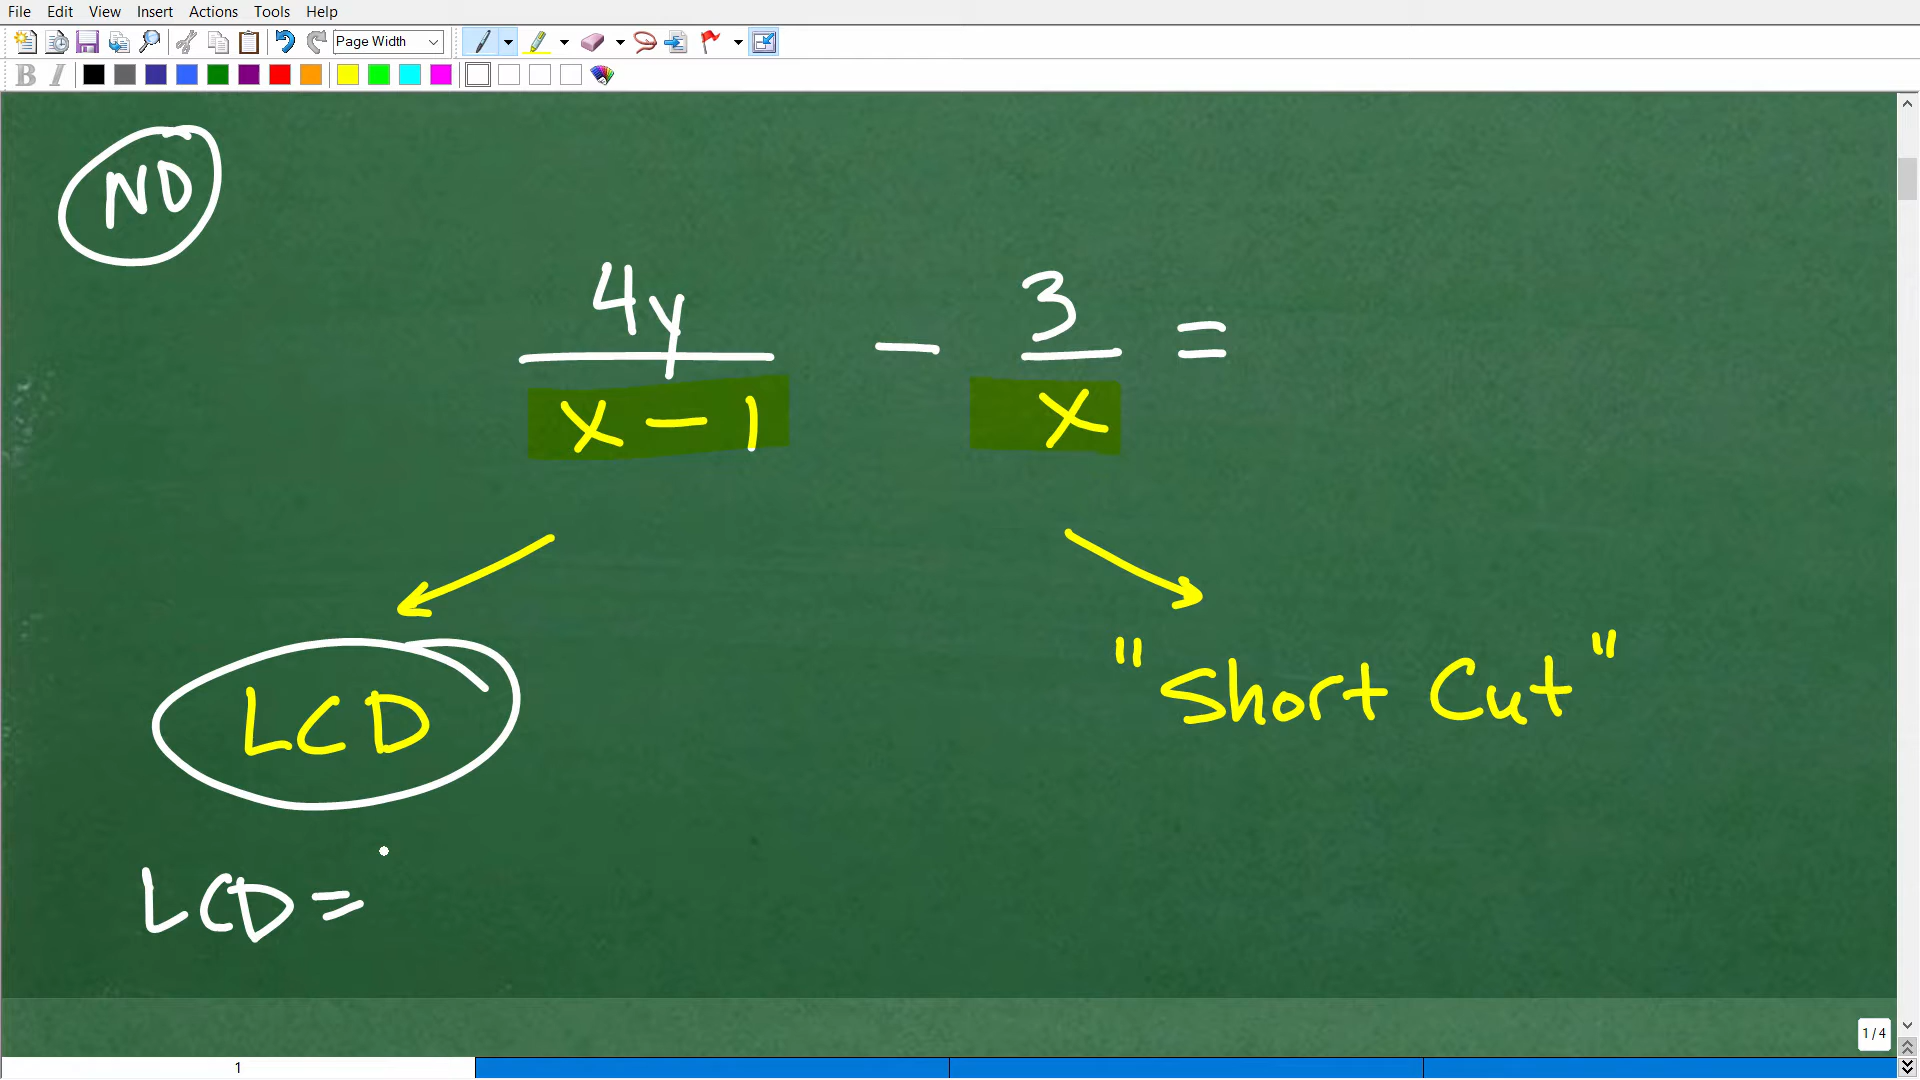 File Edit View Insert Actions Tools Help
Page Width
B I
ND
4y/(x - 1) - 3/x =
LCD "Short Cut"
LCD =
1 / 4
1